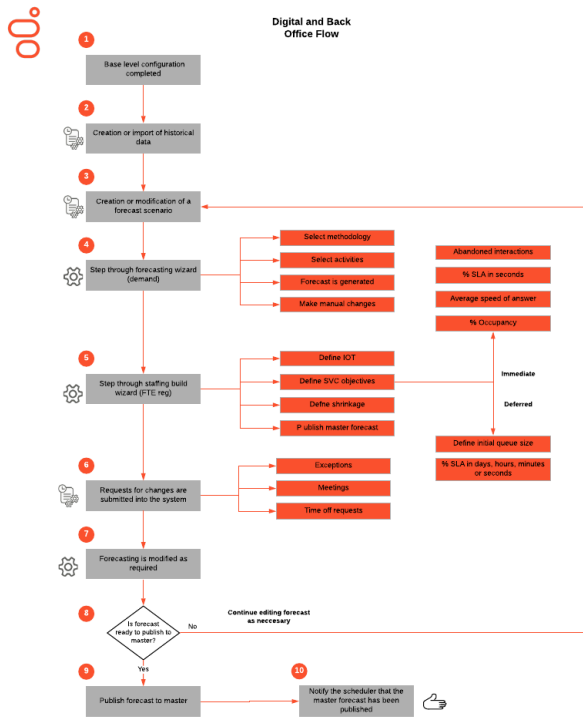 Digital and Back
Office Flow
1
Base level configuration
completed
2
Creation or import of historical
data
3
Creation or modification of a
forecast scenario
4
Step through forecasting wizard
(demand)
Select methodology
Select activities
Forecast is generated
Make manual changes
Abandoned interactions
% SLA in seconds
Average speed of answer
% Occupancy
Immediate
Deferred
Define initial queue size
% SLA in days, hours, minutes
or seconds
5
Step through staffing build
wizard (FTE reg)
Define IOT
Define SVC objectives
Define shrinkage
P ublish master forecast
6
Requests for changes are
submitted into the system
Exceptions
Meetings
Time off requests
7
Forecasting is modified as
required
8
Is forecast
ready to publish to
master?
No
Continue editing forecast
as neccesary
Yes
9
Publish forecast to master
10
Notify the scheduler that the
master forecast has been
published